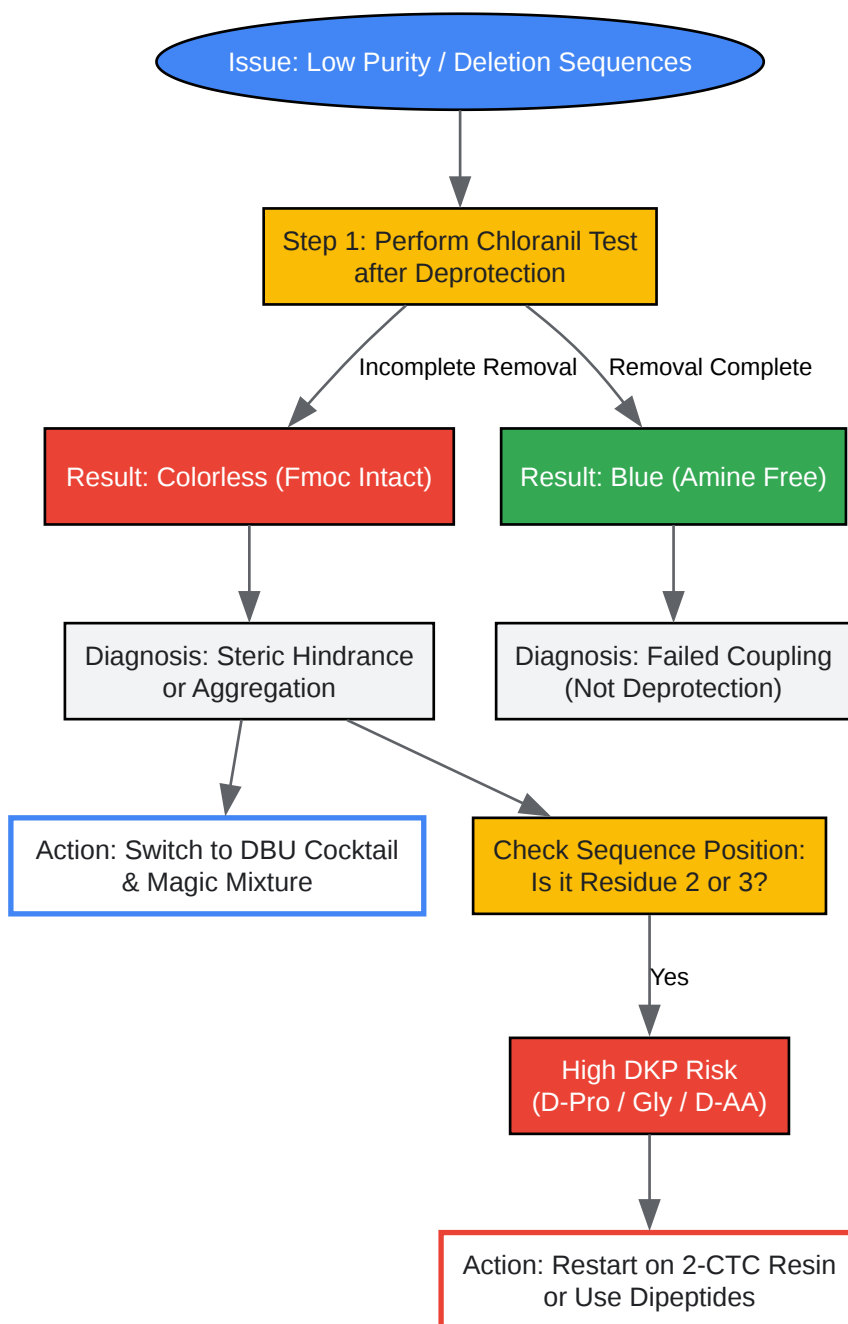 Issue: Low Purity / Deletion Sequences
Step 1: Perform Chloranil Test
after Deprotection
Incomplete Removal
Removal Complete
Result: Colorless (Fmoc Intact)
Result: Blue (Amine Free)
Diagnosis: Steric Hindrance
or Aggregation
Diagnosis: Failed Coupling
(Not Deprotection)
Action: Switch to DBU Cocktail
& Magic Mixture
Check Sequence Position:
Is it Residue 2 or 3?
Yes
High DKP Risk
(D-Pro / Gly / D-AA)
Action: Restart on 2-CTC Resin
or Use Dipeptides